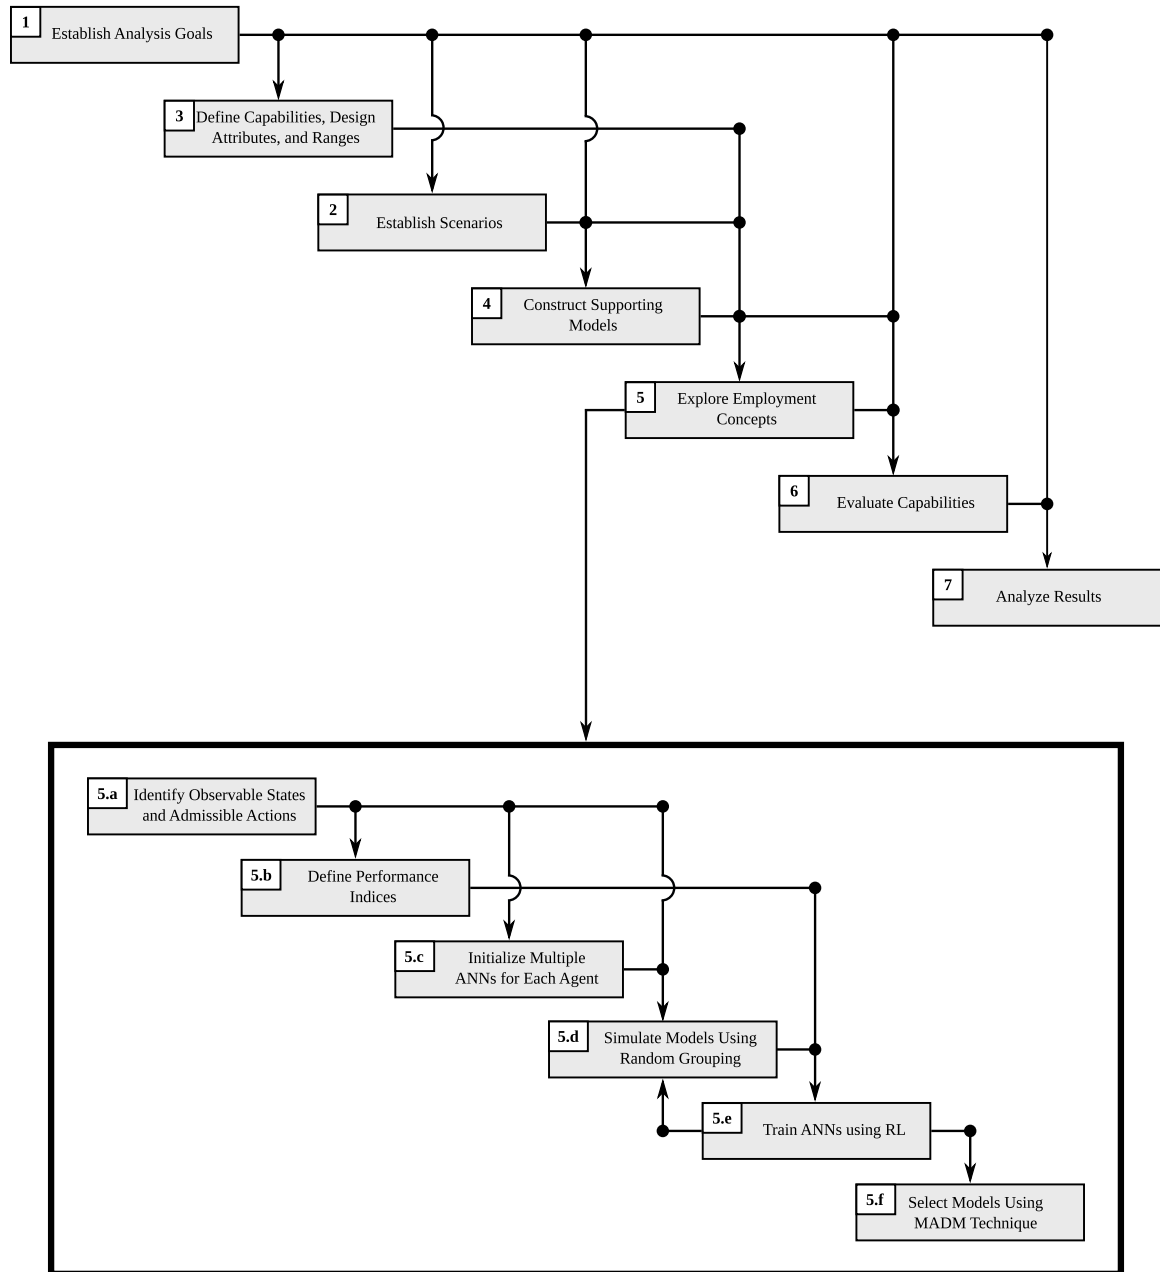 1
Establish Analysis Goals
3
Define Capabilities, Design
Attributes, and Ranges
2
Establish Scenarios
4
Construct Supporting
Models
5
Explore Employment
Concepts
6
Evaluate Capabilities
7
Analyze Results
5.a
Identify Observable States
and Admissible Actions
5.b
Define Performance
Indices
5.c
Initialize Multiple
ANNs for Each Agent
5.d
Simulate Models Using
Random Grouping
5.e
Train ANNs using RL
5.f
Select Models Using
MADM Technique